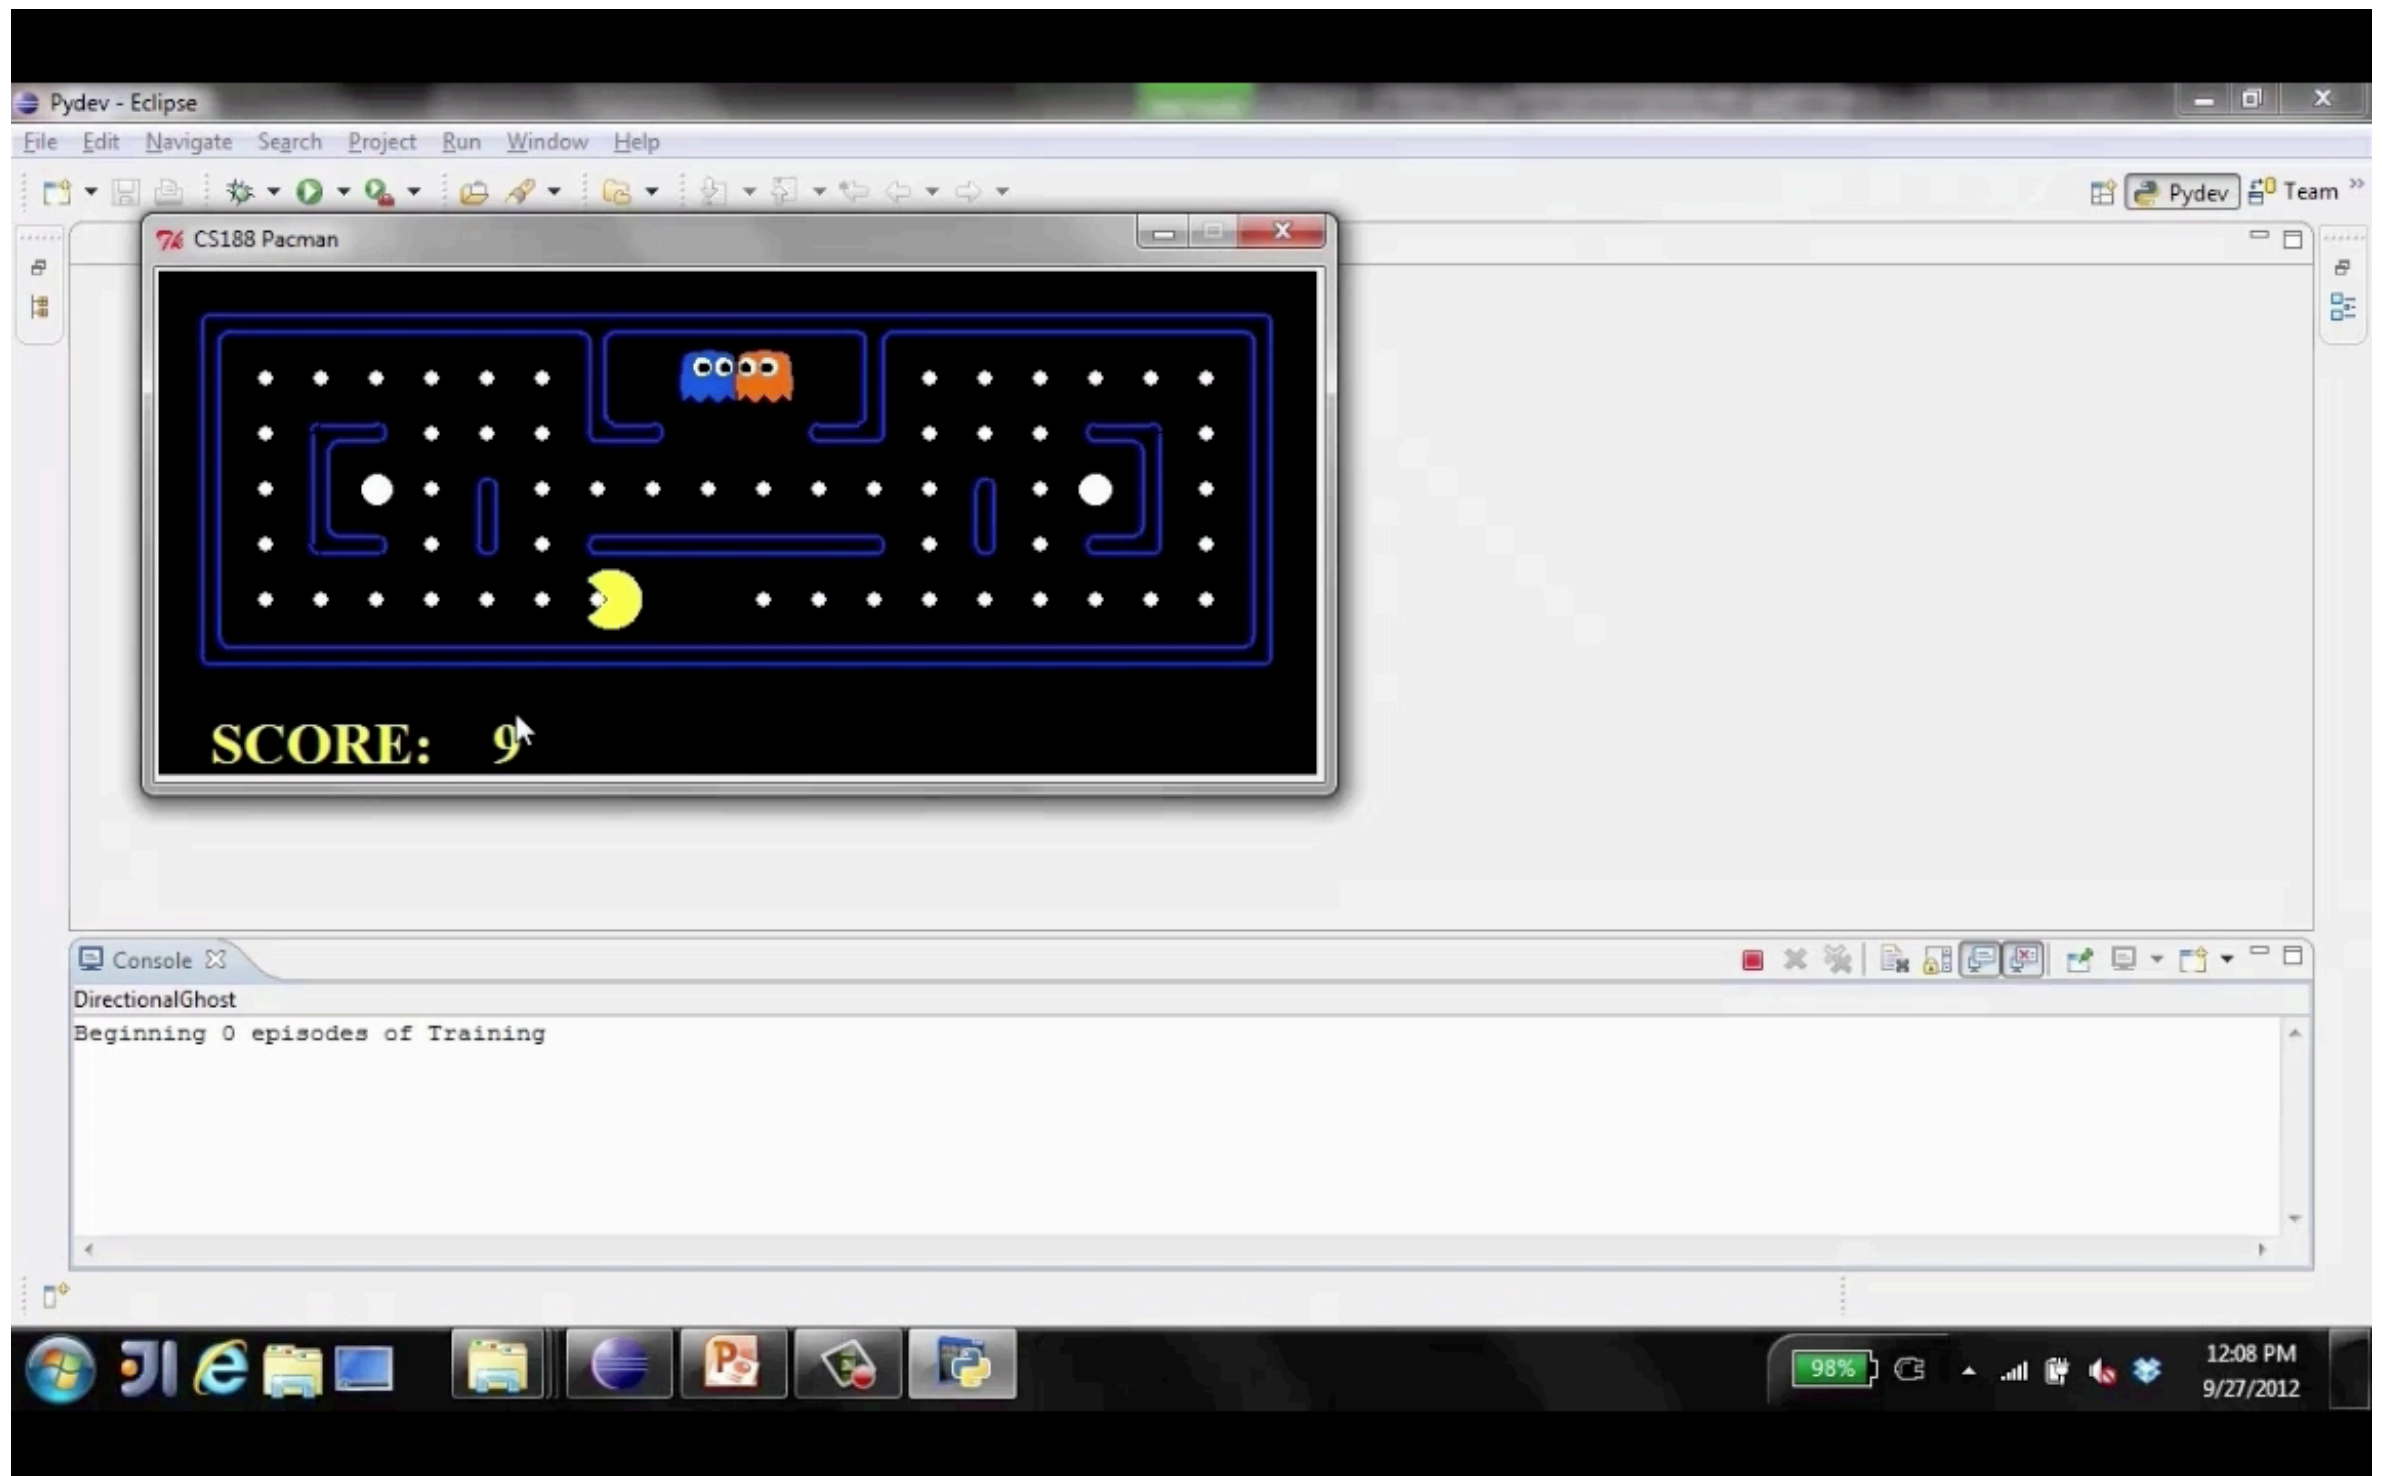 Pydev - Eclipse
File Edit Navigate Search Project Run Window Help
Pydev Team
CS188 Pacman
SCORE: 9
Console
DirectionalGhost
Beginning 0 episodes of Training
98%
12:08 PM
9/27/2012